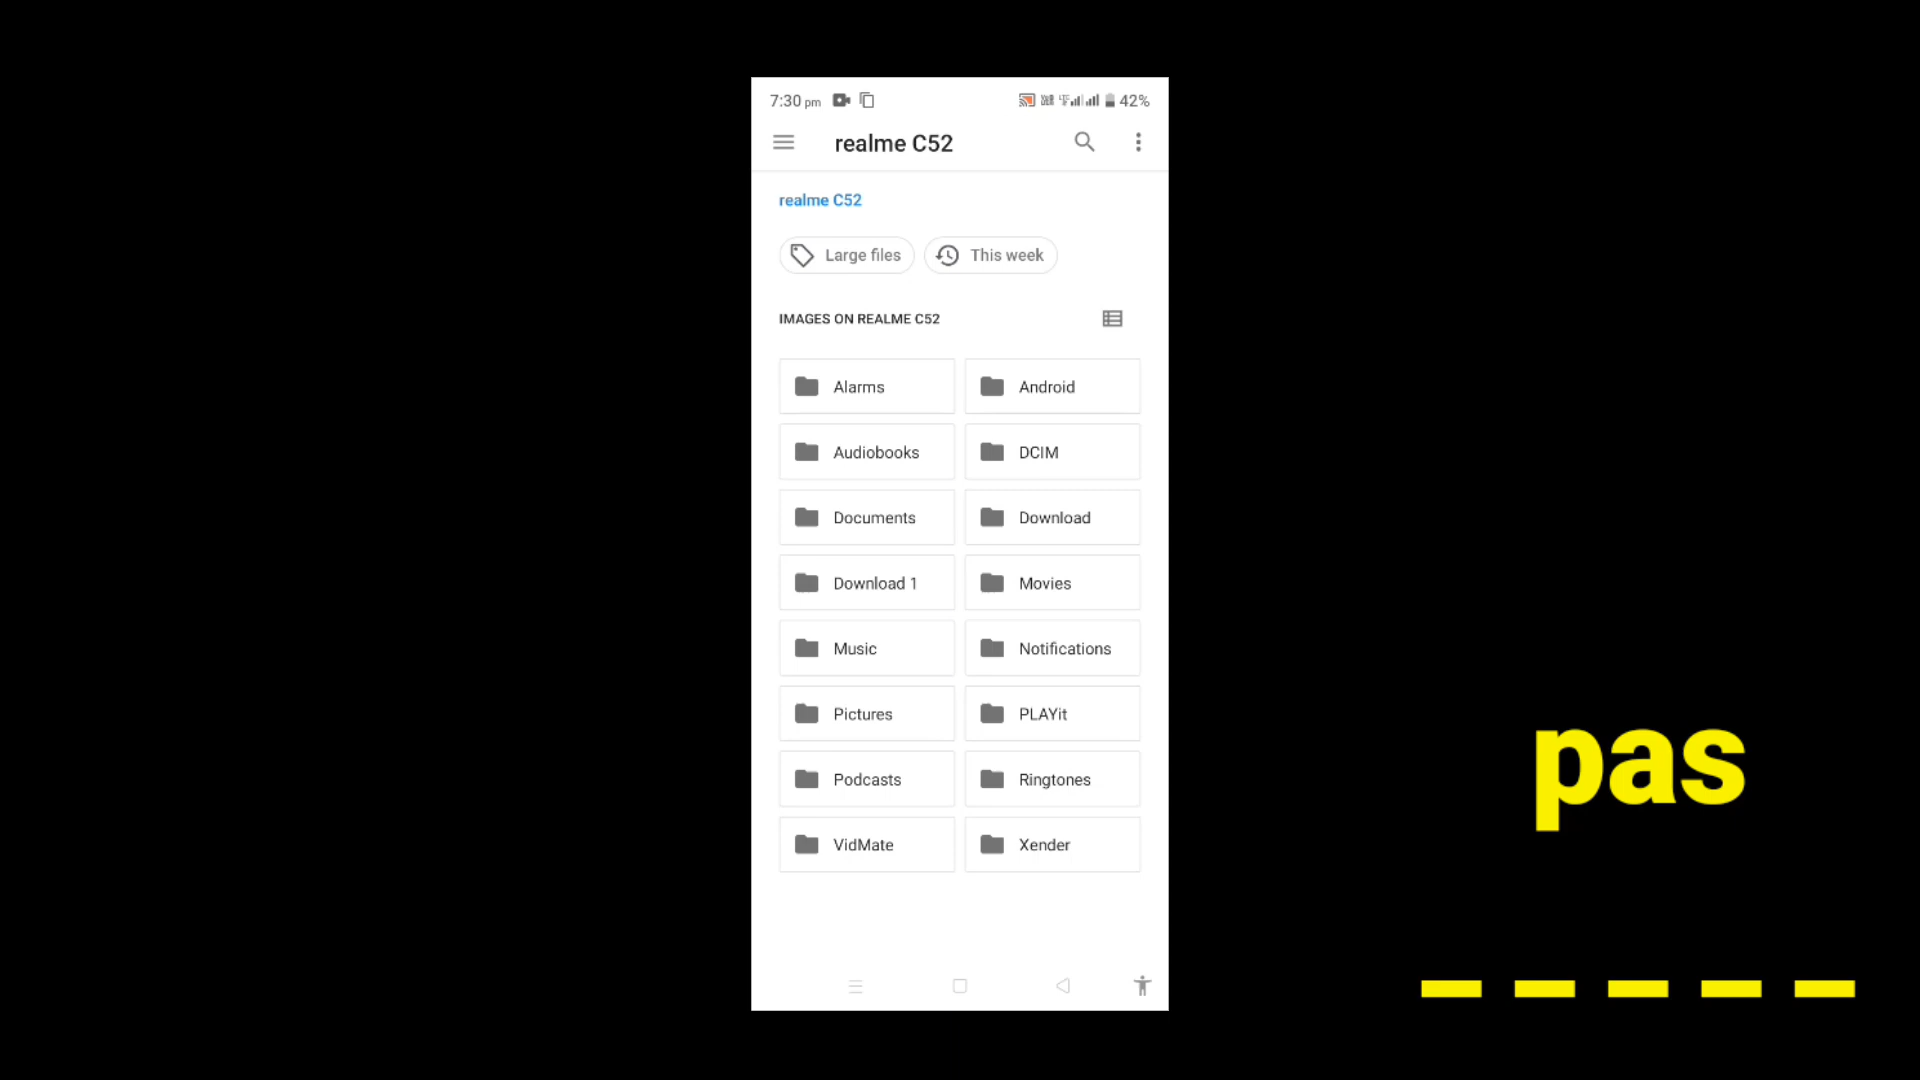 7:30 pm 42%
realme C52
realme C52
Large files This week
IMAGES ON REALME C52
Alarms Android
Audiobooks DCIM
Documents Download
Download 1 Movies
Music Notifications
Pictures PLAYit
Podcasts Ringtones
VidMate Xender
pas